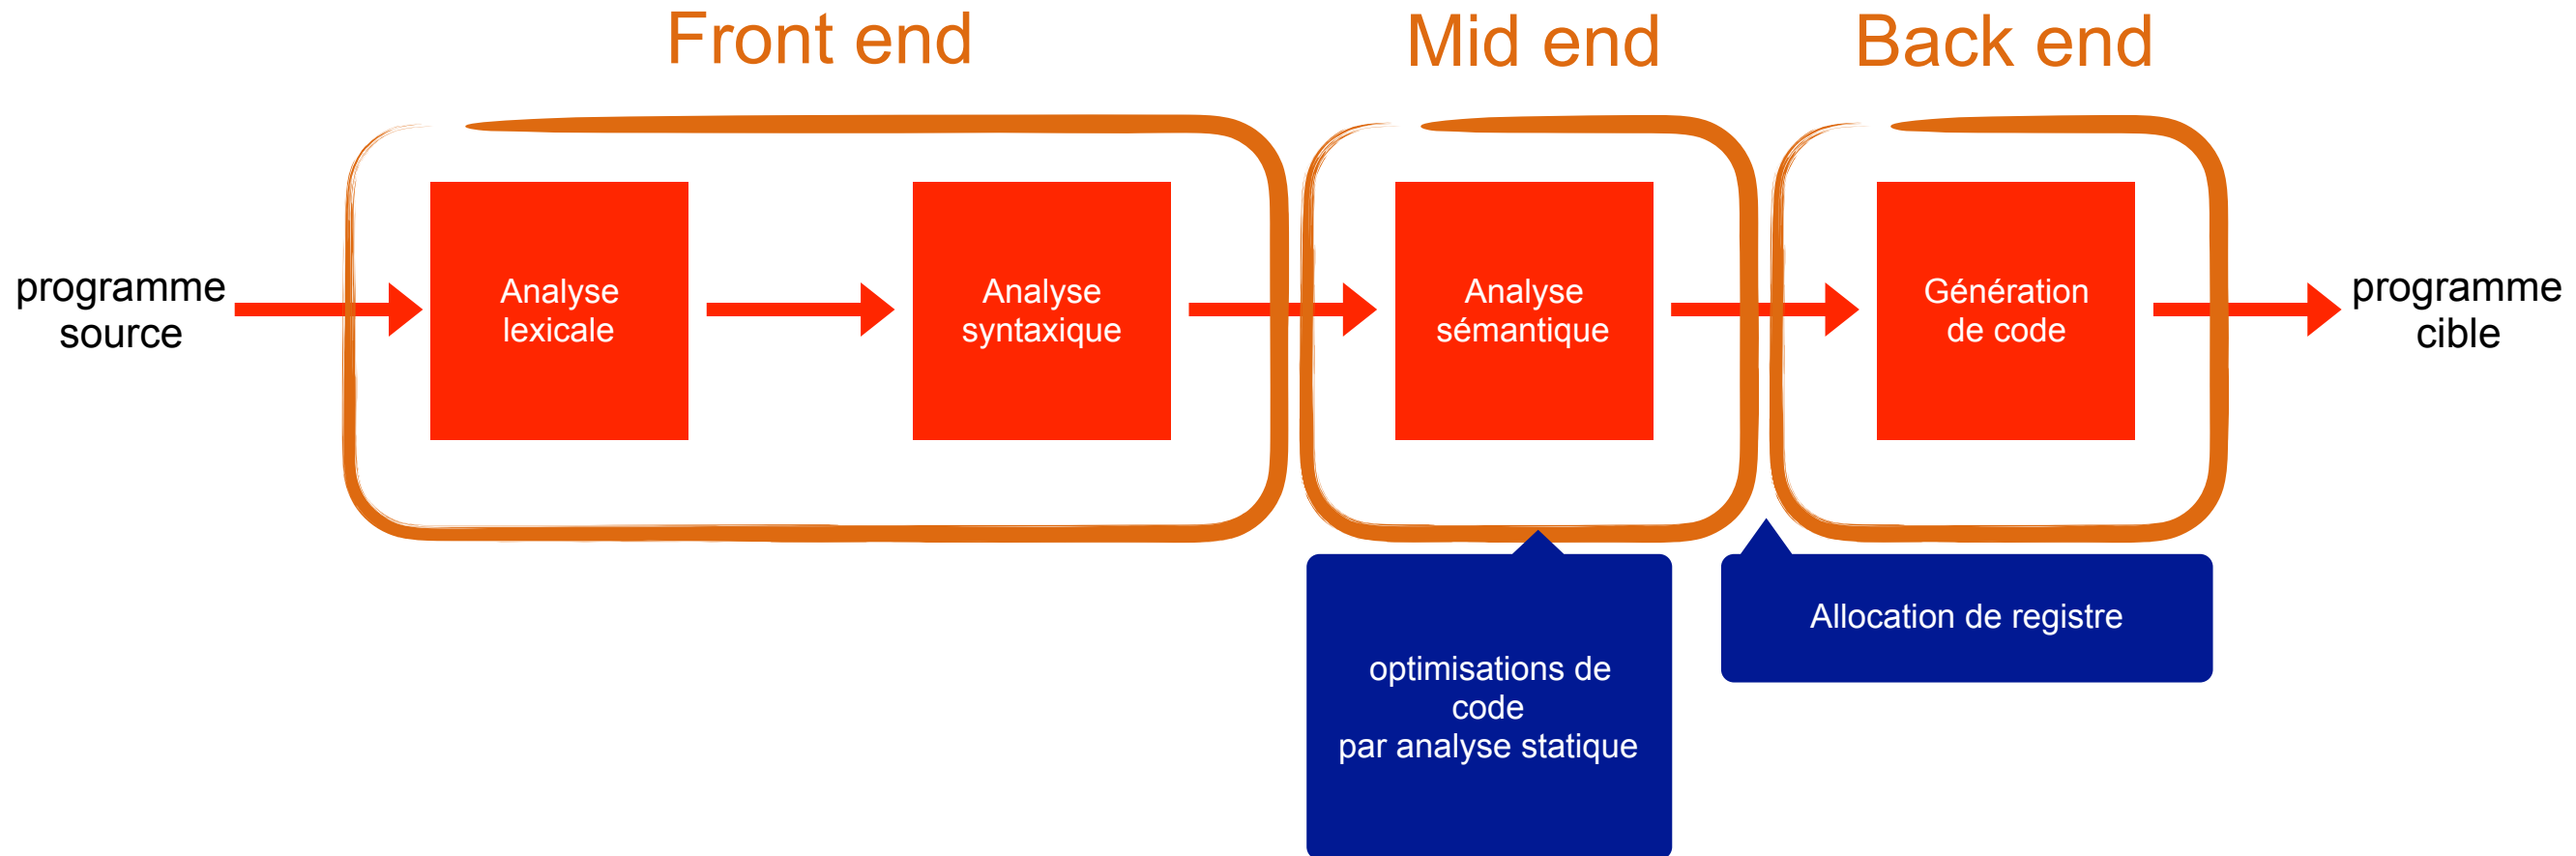 Front end
Mid end
Back end
programme
source
Analyse
lexicale
Analyse
syntaxique
Analyse
sémantique
Génération
de code
programme
cible
optimisations de
code
par analyse statique
Allocation de registre